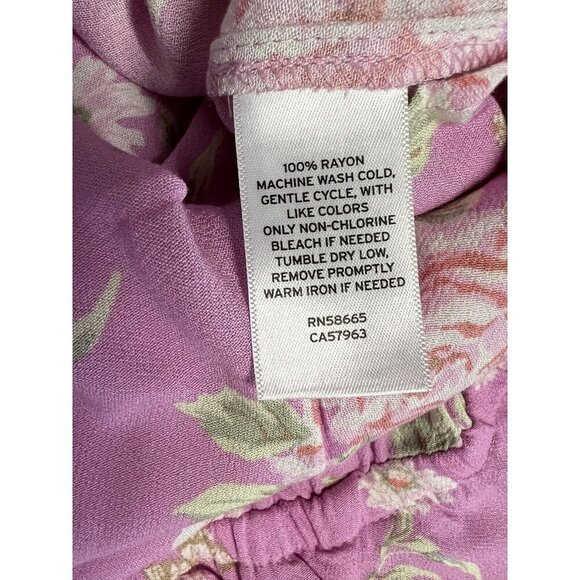 100% RAYON
MACHINE WASH COLD,
GENTLE CYCLE, WITH
LIKE COLORS
ONLY NON-CHLORINE
BLEACH IF NEEDED
TUMBLE DRY LOW,
REMOVE PROMPTLY
WARM IRON IF NEEDED
RN58665
CA57963